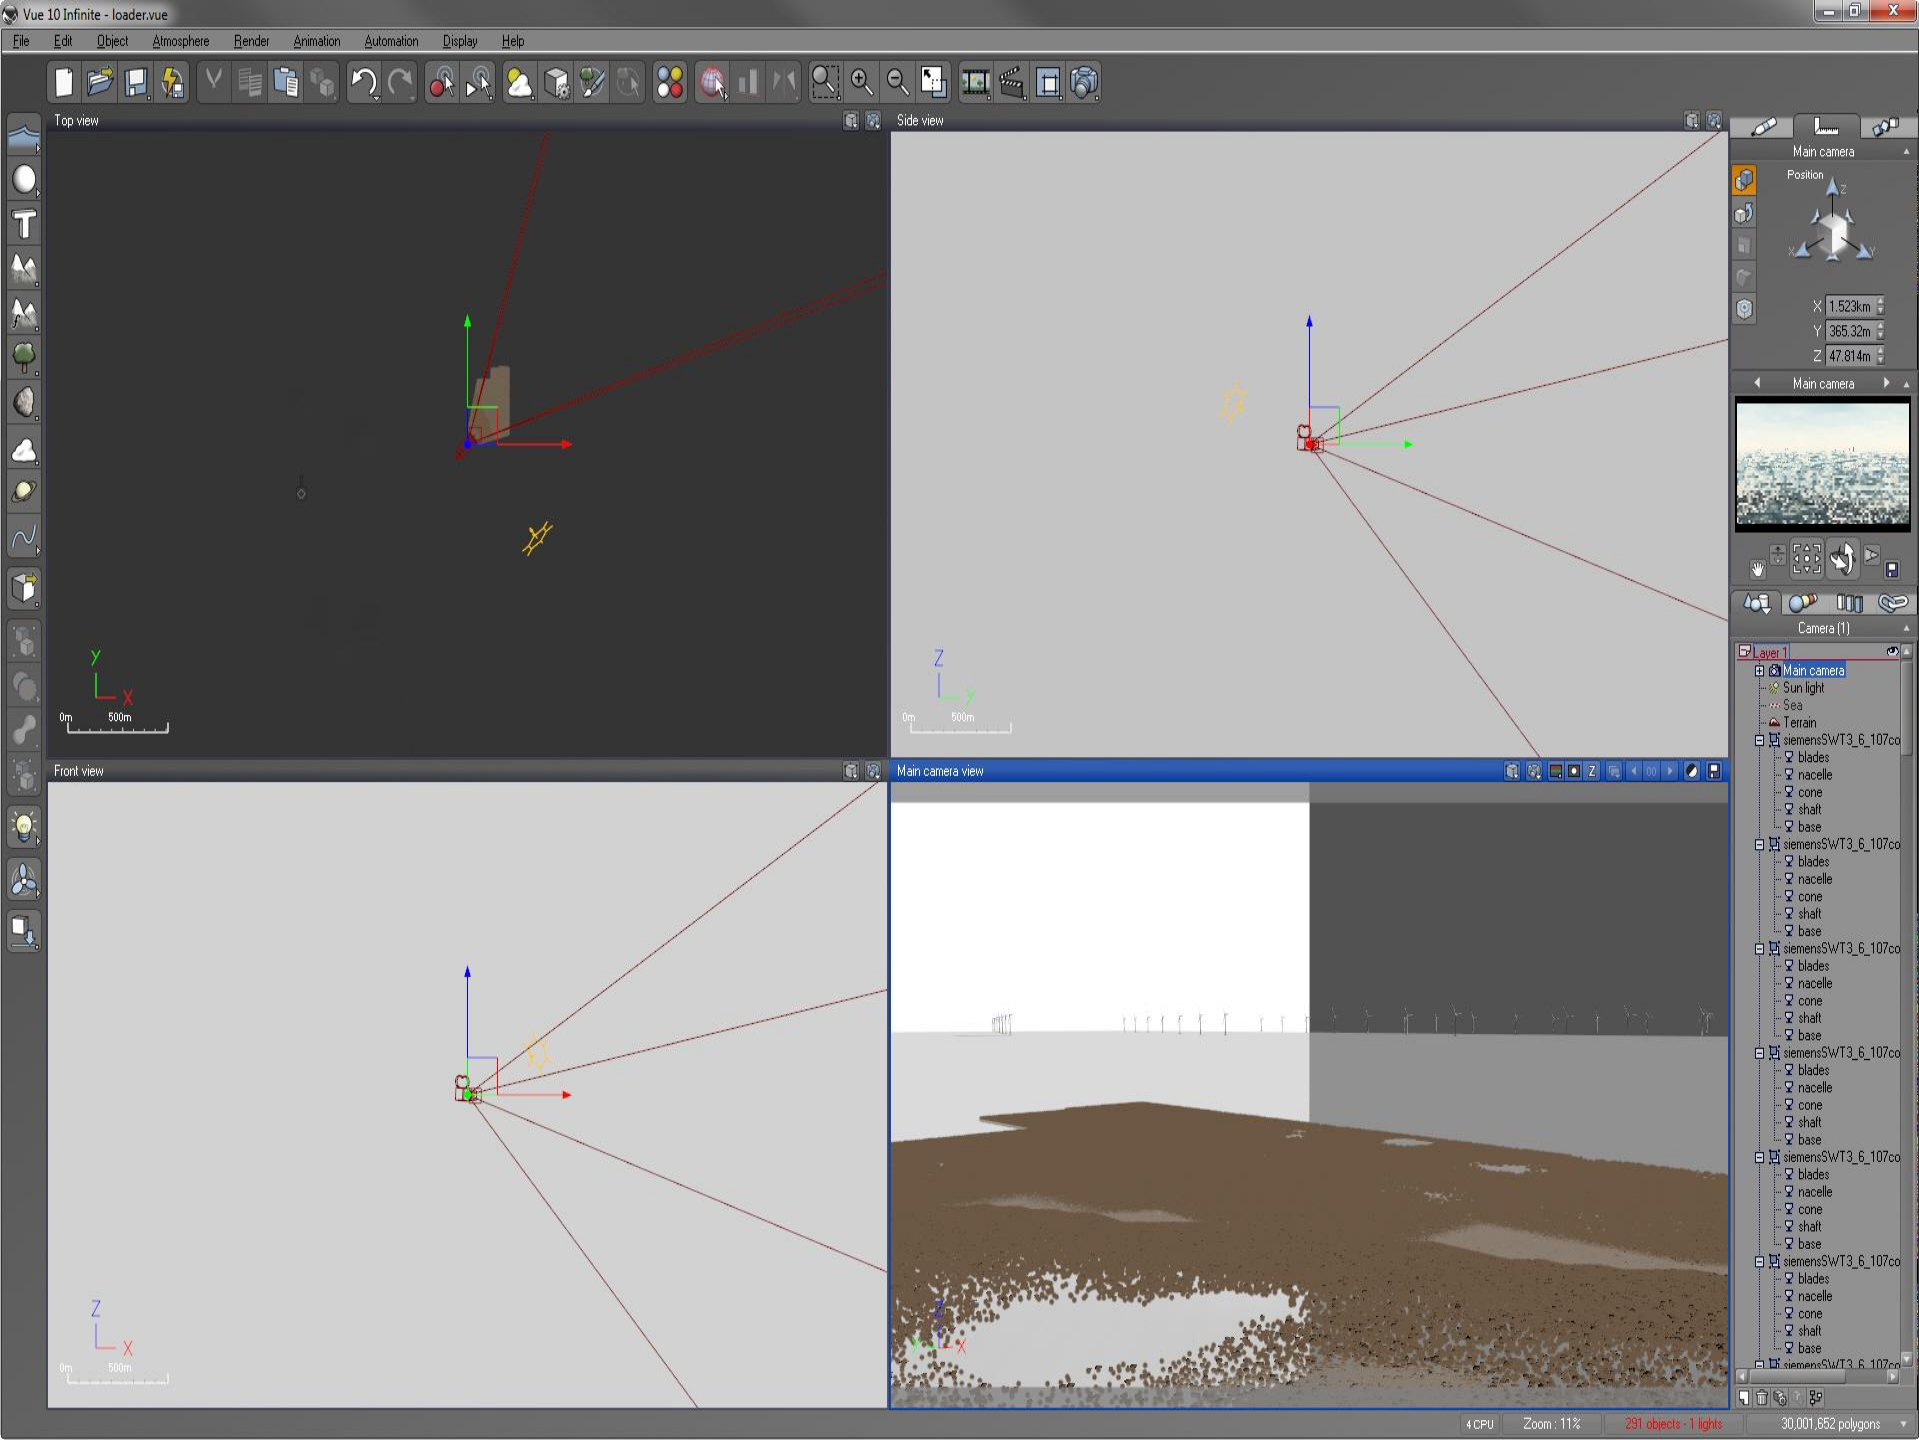 Vue 10 Infinite - loader.vue
File Edit Object Atmosphere Render Animation Automation Display Help
Top view
Side view
Main camera
Position
Z
X Y
X 1.523km
Y 365.32m
Z 47.814m
Main camera
Y
X
0m 500m
Z
Y
0m 500m
Camera (1)
Layer 1
Main camera
Sun light
Sea
Terrain
siemensSWT3_6_107co
blades
nacelle
cone
shaft
base
siemensSWT3_6_107co
blades
nacelle
cone
shaft
base
siemensSWT3_6_107co
blades
nacelle
cone
shaft
base
siemensSWT3_6_107co
blades
nacelle
cone
shaft
base
siemensSWT3_6_107co
blades
nacelle
cone
shaft
base
siemensSWT3_6_107co
blades
nacelle
cone
shaft
base
siemensSWT3_6_107co
Front view
Main camera view
Z
00
Z
X
0m 500m
Z
Y X
4 CPU
Zoom : 11%
291 objects - 1 lights
30,001,652 polygons